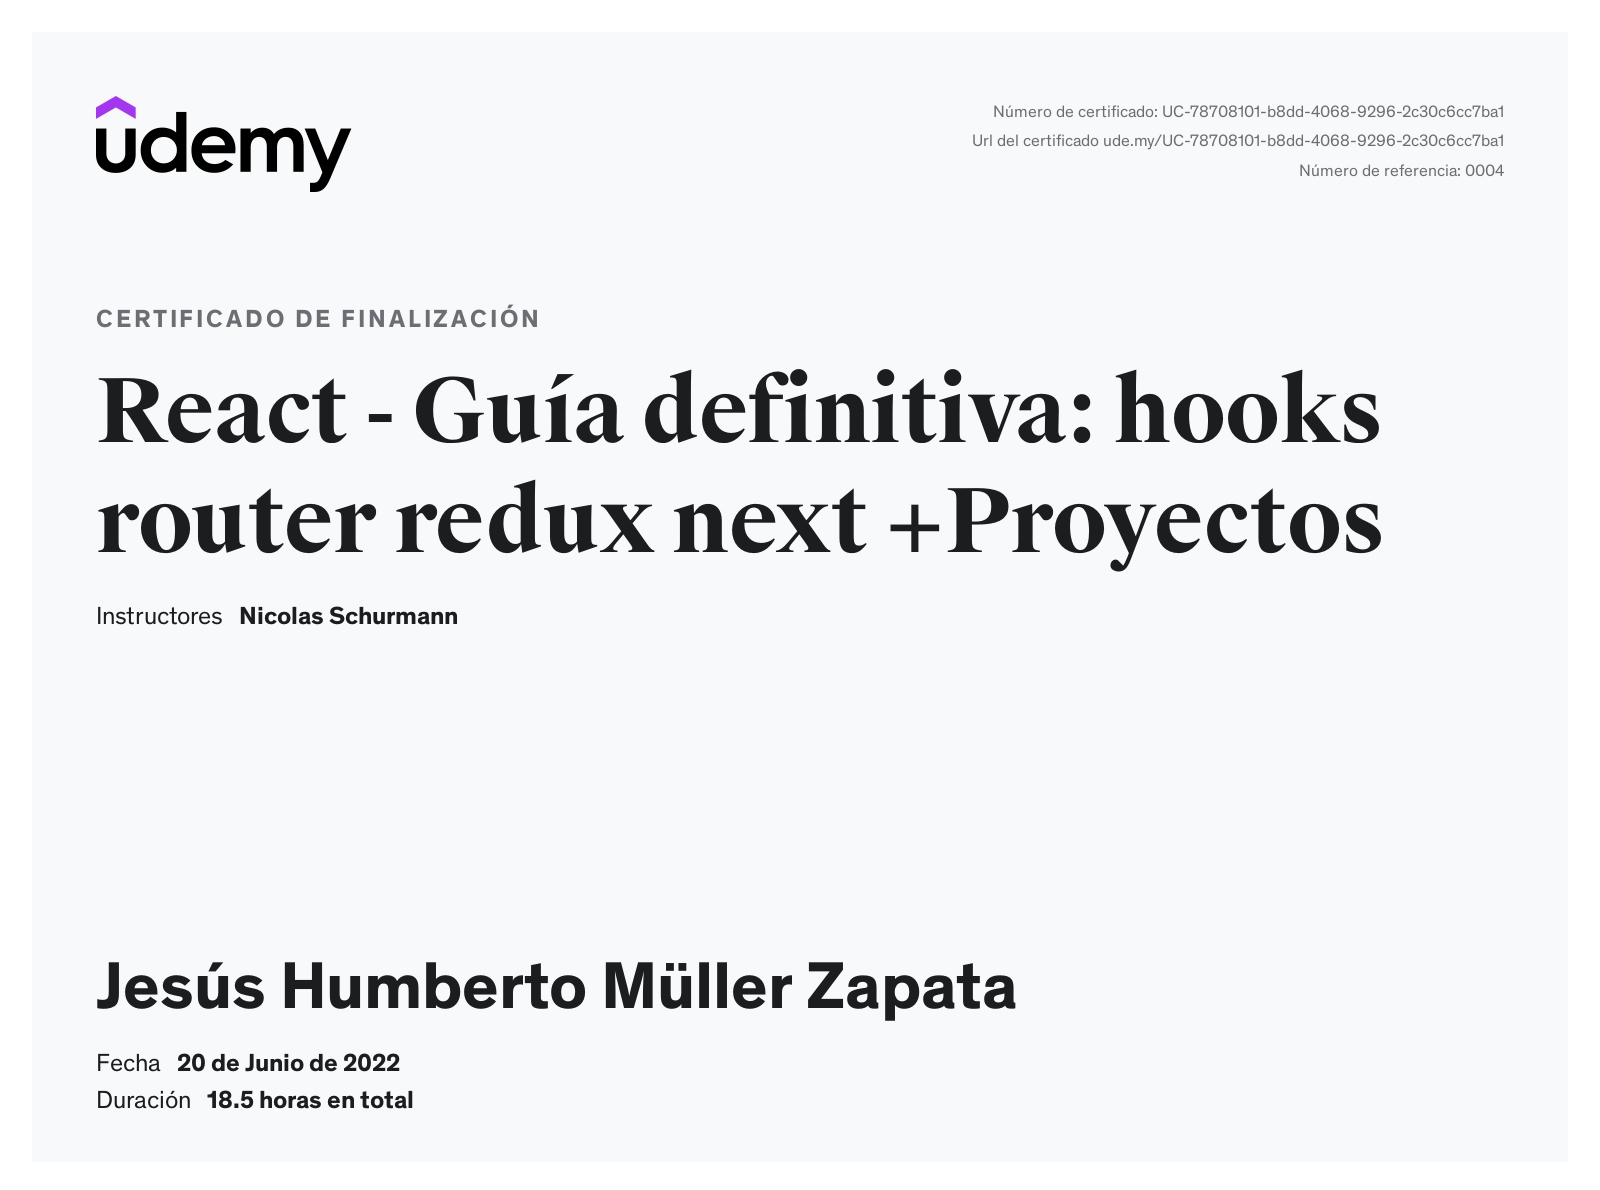 udemy
Número de certificado: UC-78708101-b8dd-4068-9296-2c30c6cc7ba1
Url del certificado ude.my/UC-78708101-b8dd-4068-9296-2c30c6cc7ba1
Número de referencia: 0004
CERTIFICADO DE FINALIZACIÓN
React - Guía definitiva: hooks
router redux next +Proyectos
Instructores Nicolas Schurmann
Jesús Humberto Müller Zapata
Fecha 20 de Junio de 2022
Duración 18.5 horas en total